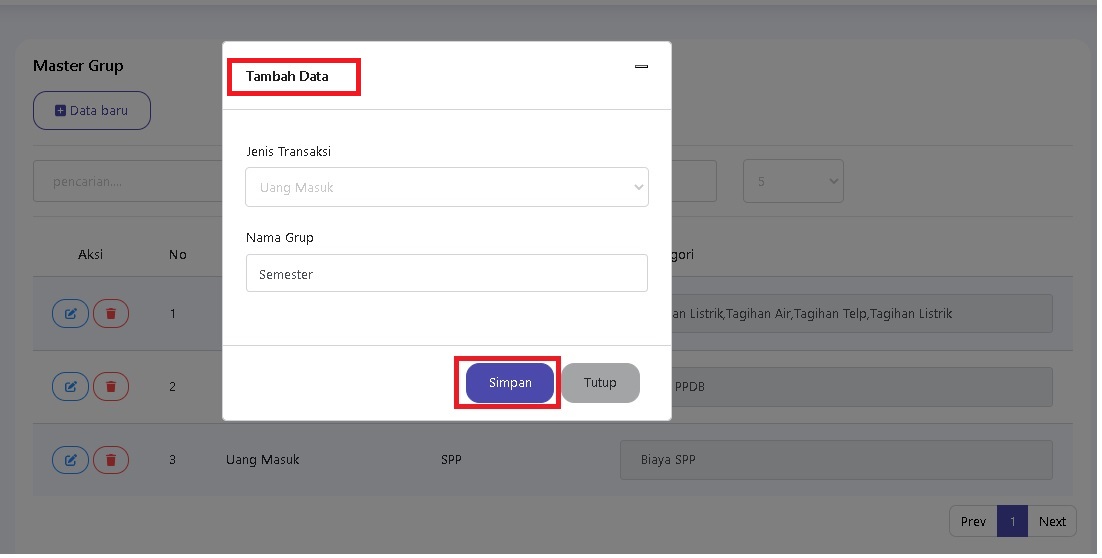 Master Grup
Data baru
pencarian....
5
Aksi No gori
1 an Listrik,Tagihan Air,Tagihan Telp,Tagihan Listrik
2 PPDB
3 Uang Masuk SPP Biaya SPP
Prev 1 Next
Tambah Data
Jenis Transaksi
Uang Masuk
Nama Grup
Semester
Simpan Tutup